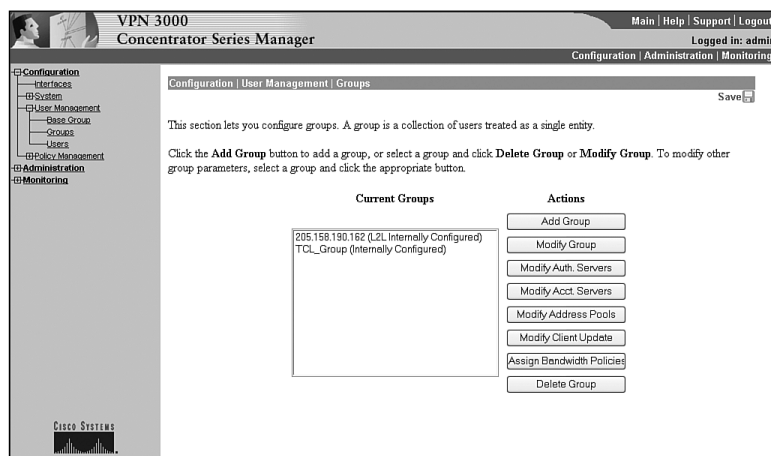 VPN 3000
Concentrator Series Manager
Main | Help | Support | Logout
Logged in: admin
Configuration | Administration | Monitoring
Configuration
Interfaces
System
User Management
Base Group
Groups
Users
Policy Management
Administration
Monitoring
Configuration | User Management | Groups
Save
This section lets you configure groups. A group is a collection of users treated as a single entity.
Click the Add Group button to add a group, or select a group and click Delete Group or Modify Group. To modify other
group parameters, select a group and click the appropriate button.
Current Groups
205.158.190.162 (L2L Internally Configured)
TCL_Group (Internally Configured)
Actions
Add Group
Modify Group
Modify Auth. Servers
Modify Acct. Servers
Modify Address Pools
Modify Client Update
Assign Bandwidth Policies
Delete Group
CISCO SYSTEMS